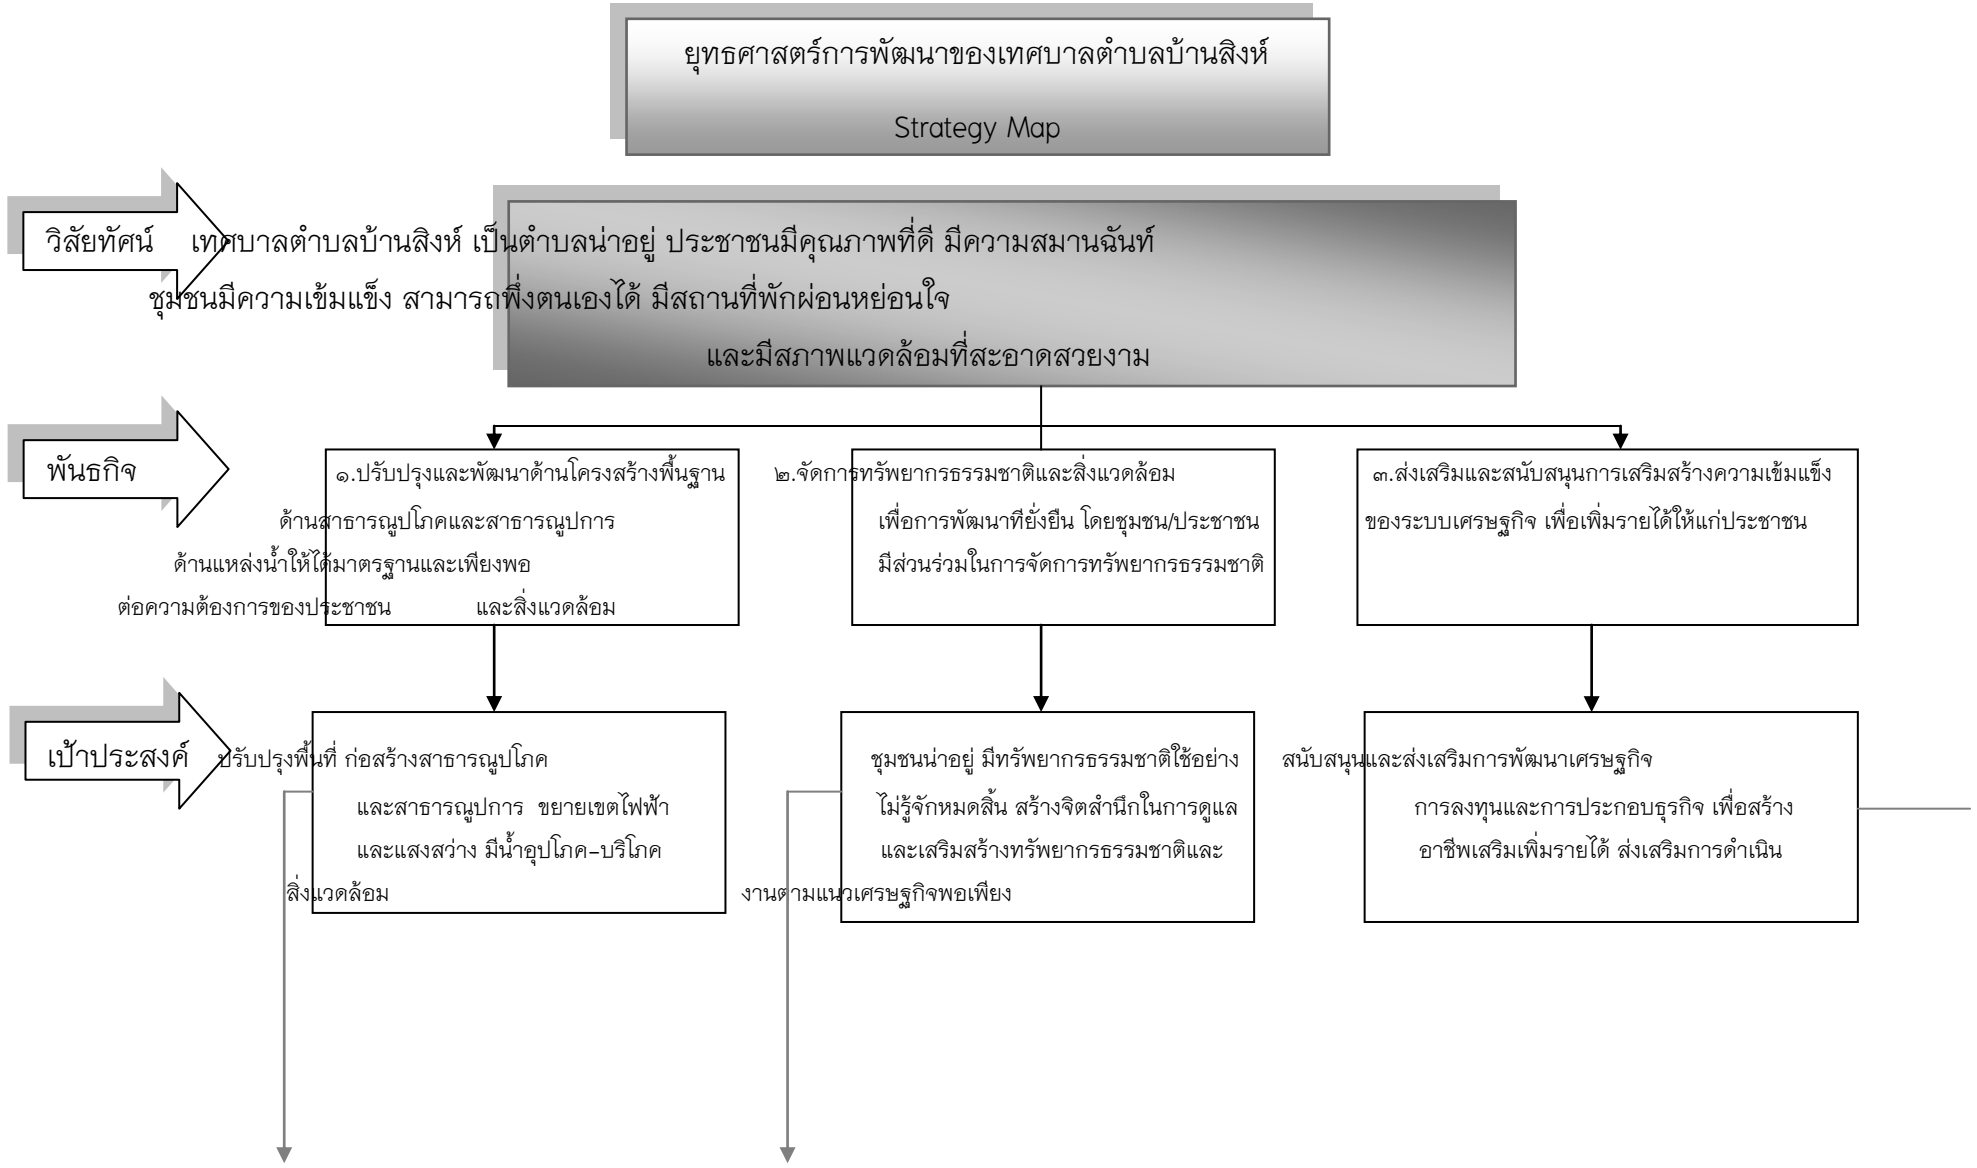 ยุทธศาสตร์การพัฒนาของเทศบาลตำบลบ้านสิงห์
Strategy Map
วิสัยทัศน์
เทศบาลตำบลบ้านสิงห์ เป็นตำบลน่าอยู่ ประชาชนมีคุณภาพที่ดี มีความสมานฉันท์
ชุมชนมีความเข้มแข็ง สามารถพึ่งตนเองได้ มีสถานที่พักผ่อนหย่อนใจ
และมีสภาพแวดล้อมที่สะอาดสวยงาม
พันธกิจ
๑.ปรับปรุงและพัฒนาด้านโครงสร้างพื้นฐาน
ด้านสาธารณูปโภคและสาธารณูปการ
ด้านแหล่งน้ำให้ได้มาตรฐานและเพียงพอ
ต่อความต้องการของประชาชน
๒.จัดการทรัพยากรธรรมชาติและสิ่งแวดล้อม
เพื่อการพัฒนาทียั่งยืน โดยชุมชน/ประชาชน
มีส่วนร่วมในการจัดการทรัพยากรธรรมชาติ
และสิ่งแวดล้อม
๓.ส่งเสริมและสนับสนุนการเสริมสร้างความเข้มแข็ง
ของระบบเศรษฐกิจ เพื่อเพิ่มรายได้ให้แก่ประชาชน
เป้าประสงค์
ปรับปรุงพื้นที่ ก่อสร้างสาธารณูปโภค
และสาธารณูปการ ขยายเขตไฟฟ้า
และแสงสว่าง มีน้ำอุปโภค-บริโภค
ชุมชนน่าอยู่ มีทรัพยากรธรรมชาติใช้อย่าง
ไม่รู้จักหมดสิ้น สร้างจิตสำนึกในการดูแล
และเสริมสร้างทรัพยากรธรรมชาติและ
สิ่งแวดล้อม
สนับสนุนและส่งเสริมการพัฒนาเศรษฐกิจ
การลงทุนและการประกอบธุรกิจ เพื่อสร้าง
อาชีพเสริมเพิ่มรายได้ ส่งเสริมการดำเนิน
งานตามแนวเศรษฐกิจพอเพียง